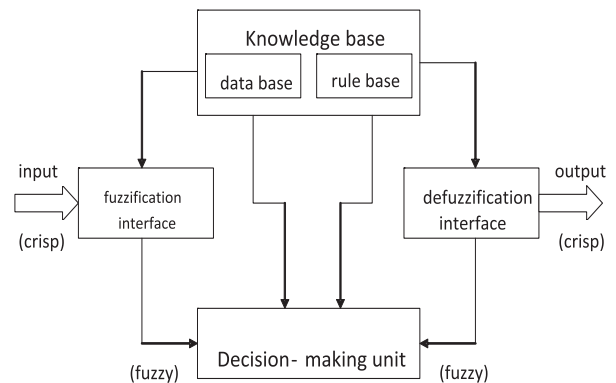 Knowledge base
data base
rule base
input
output
fuzzification
interface
defuzzification
interface
(crisp)
(crisp)
Decision- making unit
(fuzzy)
(fuzzy)